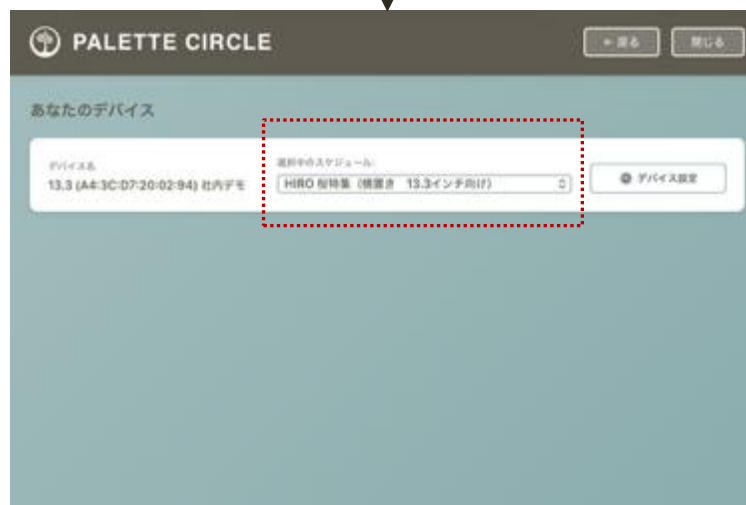 PALETTE CIRCLE
戻る
閉じる
あなたのデバイス
デバイス名
選択中のスケジュール:
13.3 (A4:3C:D7:20:02:94) 社内デモ
HIRO 桜特集（横置き　13.3インチ向け）
デバイス設定